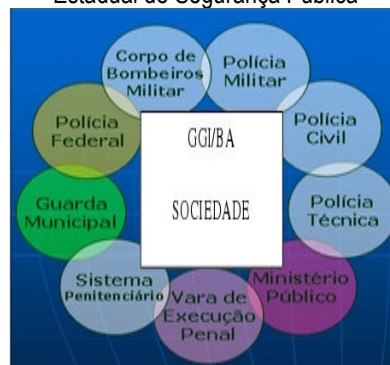 Estadual de Segurança Pública
Corpo de
Bombeiros
Militar
Polícia
Militar
Polícia
Federal
GGI/BA
Polícia
Civil
Guarda
Municipal
SOCIEDADE
Polícia
Técnica
Sistema
Penitenciário
Vara de
Execução
Penal
Ministério
Público